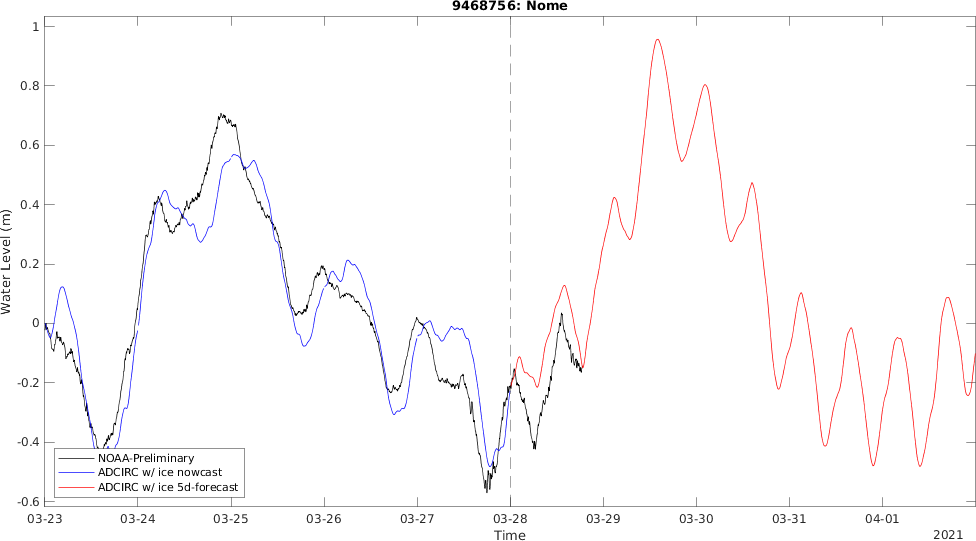 9468756: Nome
1
0.8
0.6
0.4
0.2
0
-0.2
-0.4
-0.6
Water Level (m)
NOAA-Preliminary
ADCIRC w/ ice nowcast
ADCIRC w/ ice 5d-forecast
03-23 03-24 03-25 03-26 03-27 03-28 03-29 03-30 03-31 04-01
Time
2021